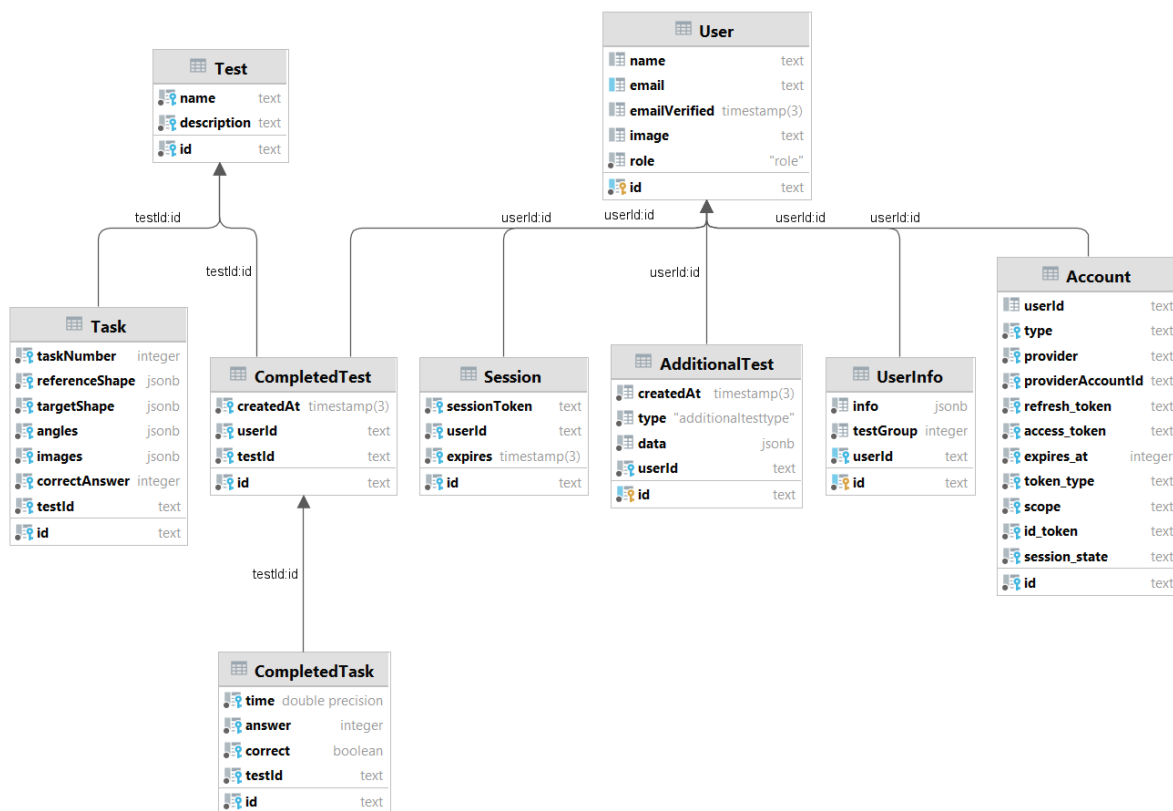 User
name text
email text
emailVerified timestamp(3)
image text
role "role"
id text
Test
name text
description text
id text
testId:id
testId:id
userId:id
userId:id
userId:id
userId:id
userId:id
Task
taskNumber integer
referenceShape jsonb
targetShape jsonb
angles jsonb
images jsonb
correctAnswer integer
testId text
id text
CompletedTest
createdAt timestamp(3)
userId text
testId text
id text
Session
sessionToken text
userId text
expires timestamp(3)
id text
AdditionalTest
createdAt timestamp(3)
type "additionaltesttype"
data jsonb
userId text
id text
UserInfo
info jsonb
testGroup integer
userId text
id text
Account
userId text
type text
provider text
providerAccountId text
refresh_token text
access_token text
expires_at integer
token_type text
scope text
id_token text
session_state text
id text
testId:id
CompletedTask
time double precision
answer integer
correct boolean
testId text
id text